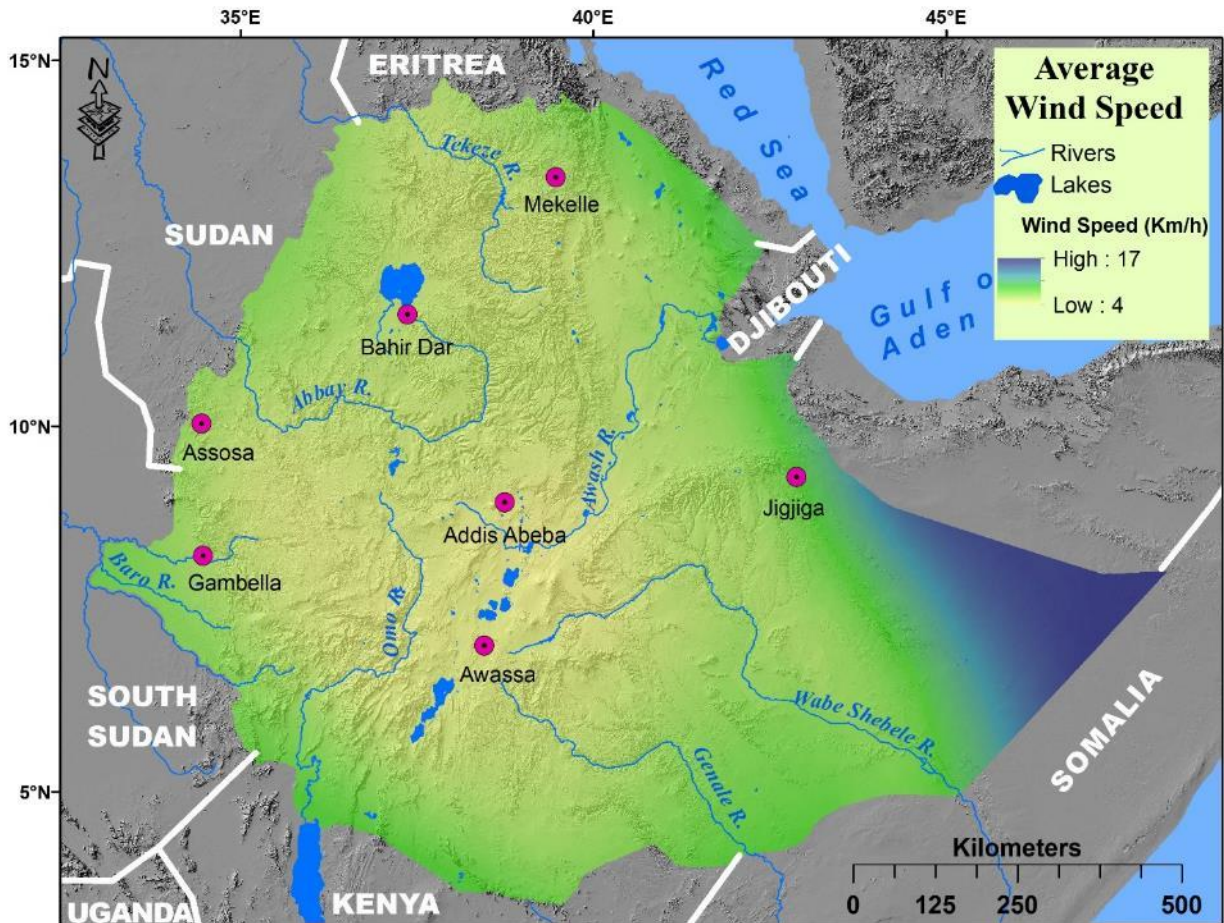 35°E
40°E
45°E
15°N
10°N
5°N
N
ERITREA
Red Sea
SUDAN
Tekeze R.
Mekelle
DJIBOUTI
Gulf o
Aden
Bahir Dar
Abbay R.
Assosa
Awash R.
Jigjiga
Addis Abeba
Gambella
Baro R.
Omo R.
Awassa
SOUTH
SUDAN
Wabe Shebele R.
Genale R.
SOMALIA
KENYA
UGANDA
Average
Wind Speed
Rivers
Lakes
Wind Speed (Km/h)
High : 17
Low : 4
Kilometers
0 125 250 500